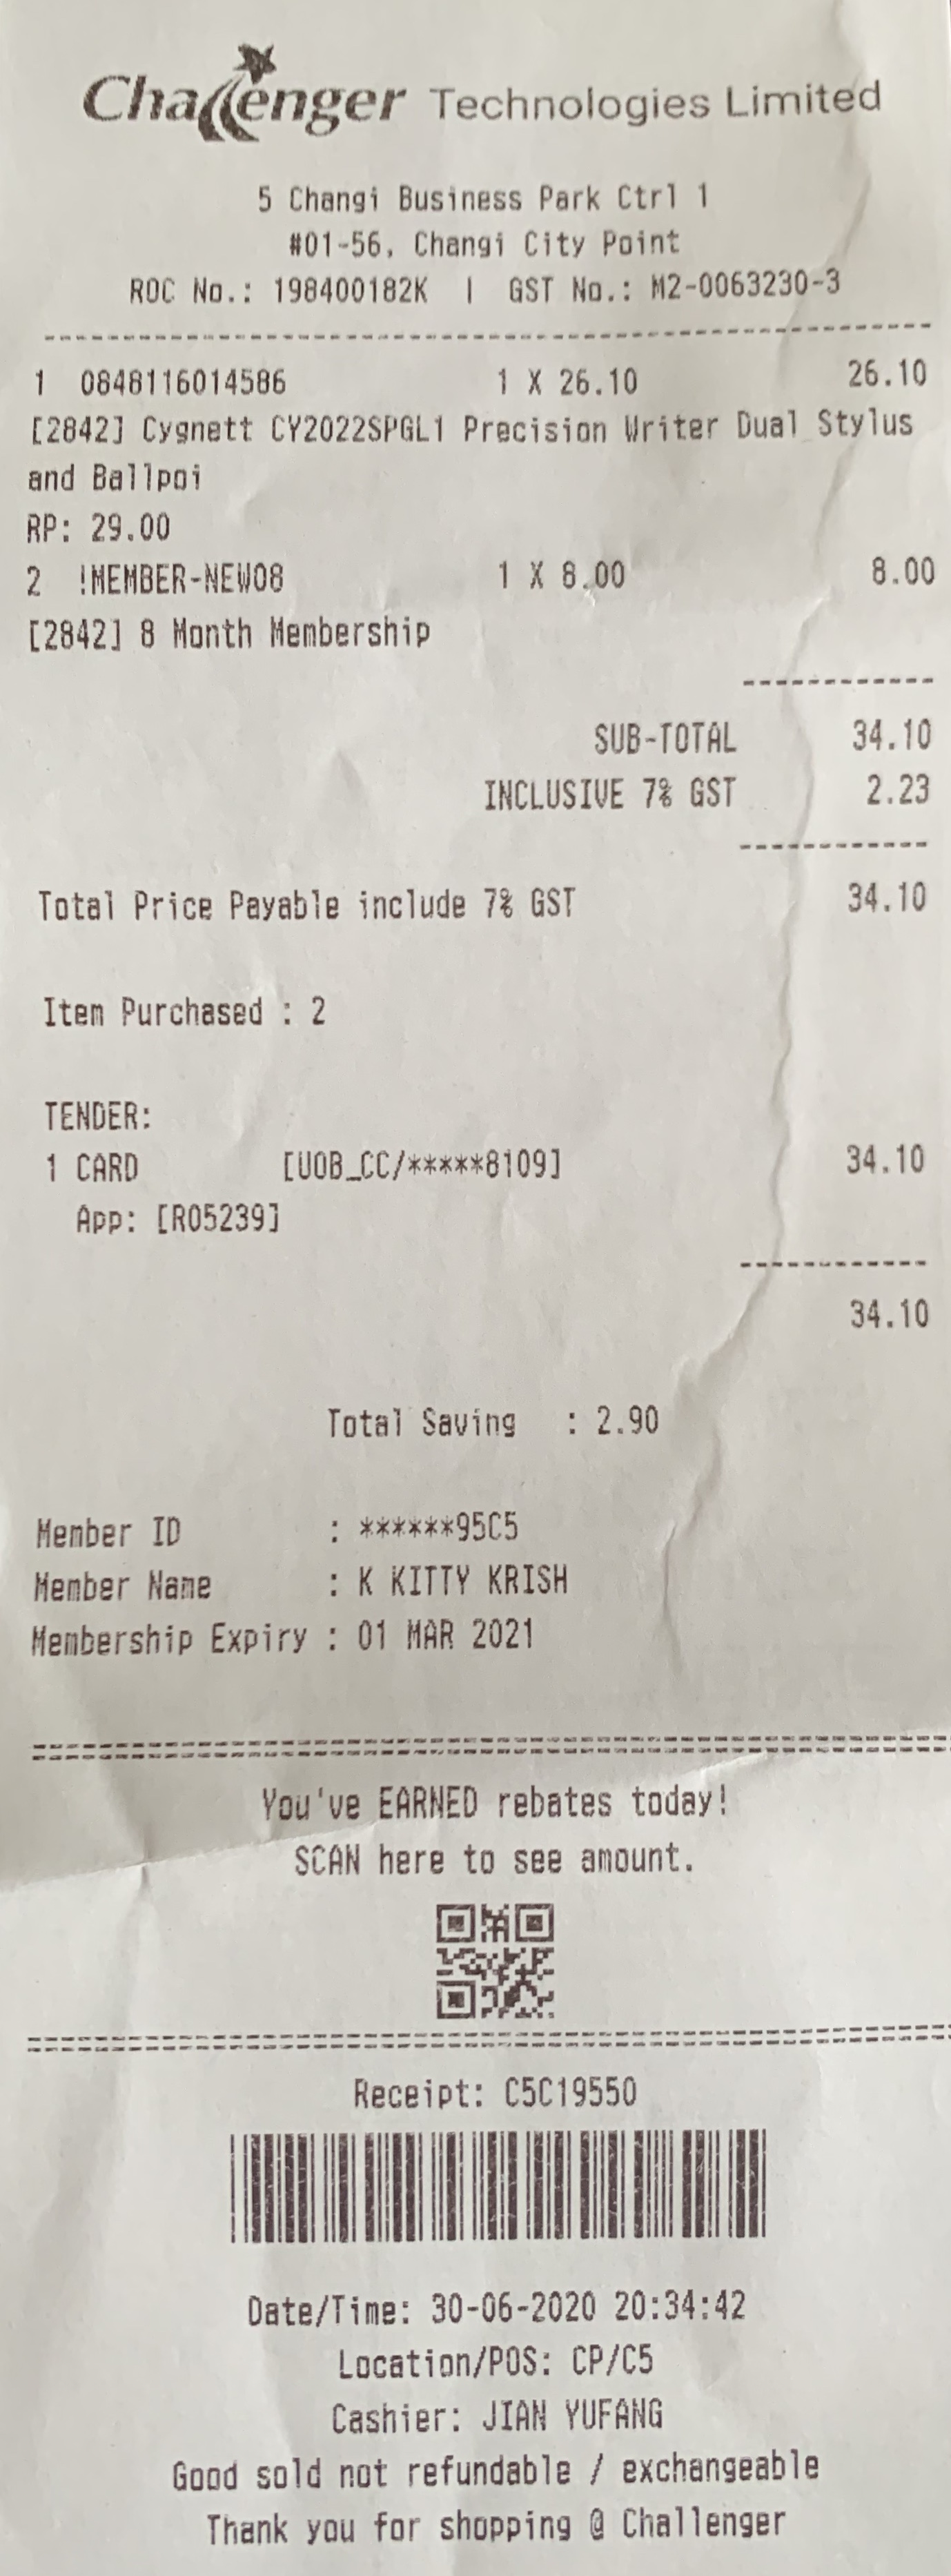 Challenger Technologies Limited
5 Changi Business Park Ctrl 1
#01-56, Changi City Point
ROC No.: 198400182K | GST No.: M2-0063230-3
1 0848116014586 1 X 26.10 26.10
[2842] Cygnett CY2022SPGL1 Precision Writer Dual Stylus
and Ballpoi
RP: 29.00
2 !MEMBER-NEW08 1 X 8.00 8.00
[2842] 8 Month Membership
SUB-TOTAL 34.10
INCLUSIVE 7% GST 2.23
Total Price Payable include 7% GST 34.10
Item Purchased : 2
TENDER:
1 CARD [UOB_CC/*****8109] 34.10
App: [R05239]
34.10
Total Saving : 2.90
Member ID : ******95C5
Member Name : K KITTY KRISH
Membership Expiry : 01 MAR 2021
You've EARNED rebates today!
SCAN here to see amount.
Receipt: C5C19550
Date/Time: 30-06-2020 20:34:42
Location/POS: CP/C5
Cashier: JIAN YUFANG
Good sold not refundable / exchangeable
Thank you for shopping @ Challenger